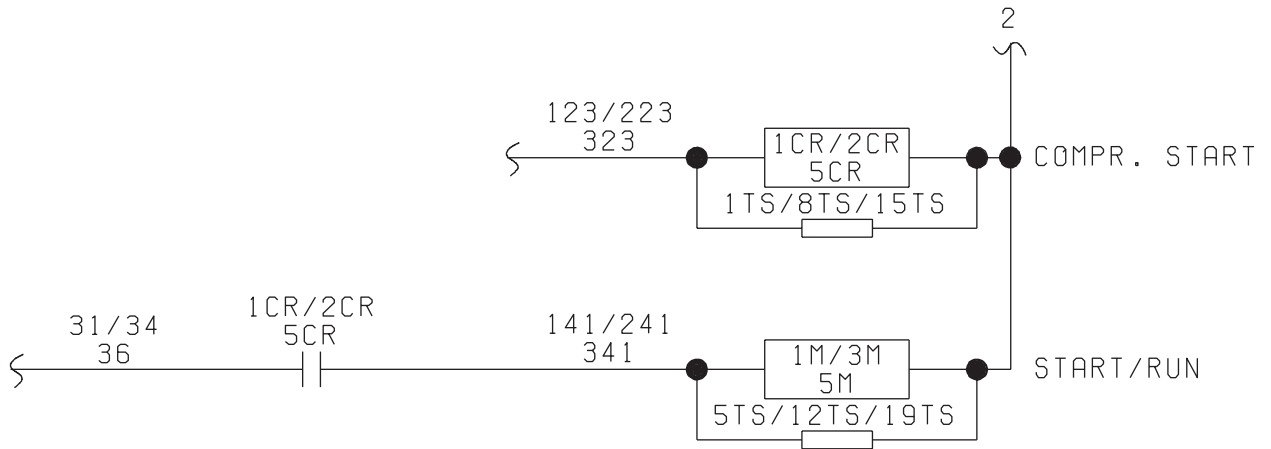 2
123/223
323
1CR/2CR
5CR
COMPR. START
1TS/8TS/15TS
31/34
36
1CR/2CR
5CR
141/241
341
1M/3M
5M
START/RUN
5TS/12TS/19TS